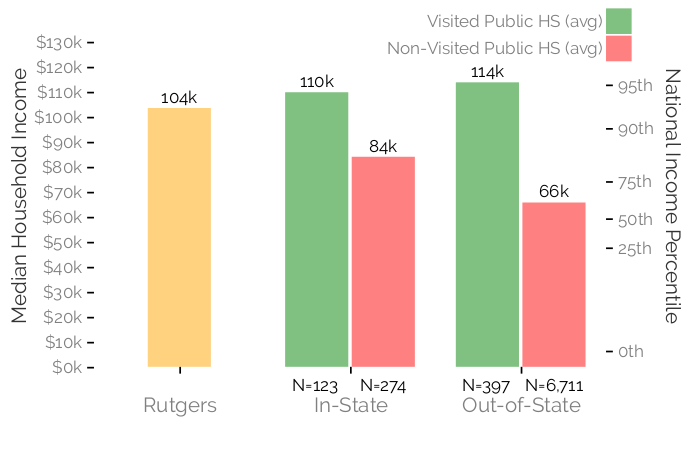 Visited Public HS (avg)
Non-Visited Public HS (avg)
Median Household Income
$130k
$120k
$110k
$100k
$90k
$80k
$70k
$60k
$50k
$40k
$30k
$20k
$10k
$0k
104k
110k
84k
114k
66k
95th
90th
75th
50th
25th
0th
National Income Percentile
N=123 N=274 N=397 N=6,711
Rutgers In-State Out-of-State